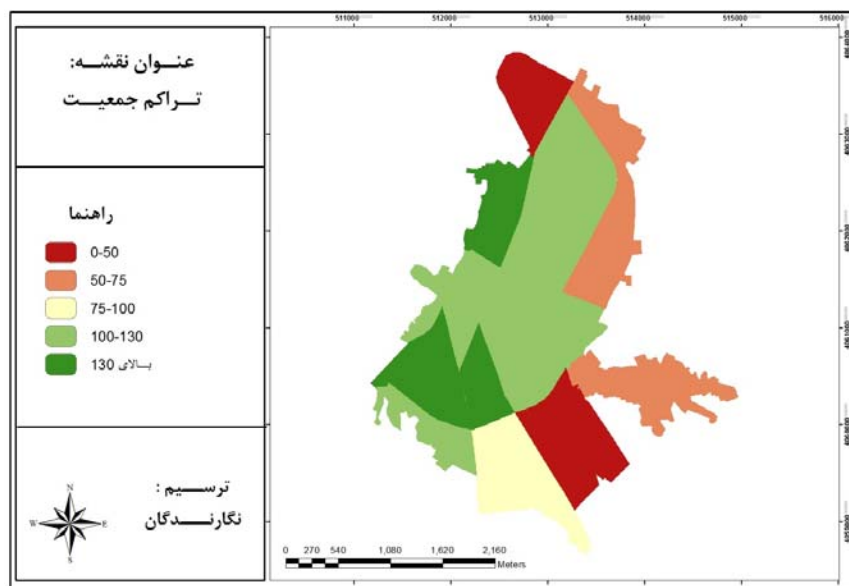 عنوان نقشه:
تراکم جمعیت
راهنما
0-50
50-75
75-100
100-130
بالای 130
ترسیم :
نگارندگان
N
W
E
S
511000 512000 513000 514000 515000 516000
0 270 540 1,080 1,620 2,160
Meters